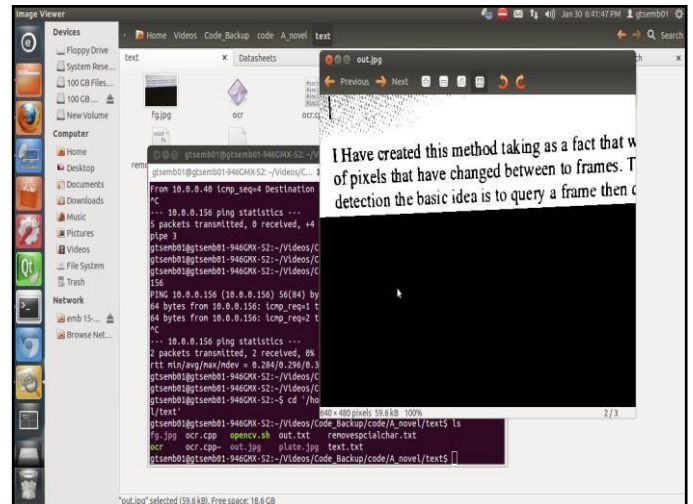 Image Viewer
Jan 30 6:41:47 PM gtsemb01
Devices
Floppy Drive
System Rese...
100 GB Files...
100 GB ...
New Volume
Computer
Home
Desktop
Documents
Downloads
Music
Pictures
Videos
File System
Trash
Network
emb 15-...
Browse Net...
Home Videos Code_Backup code A_novel text
Search
text x Datasheets
x
fg.jpg
ocr
out.jpg
Previous Next
I Have created this method taking as a fact that w
of pixels that have changed between to frames. T
detection the basic idea is to query a frame then
640 × 480 pixels 59.6 kB 100%
2 / 3
gtsemb01@gtsemb01-946GMX-S2: ~/V
gtsemb01@gtsemb01-946GMX-S2: ~/Videos/C...
From 10.0.0.40 icmp_seq=4 Destination
^C
--- 10.0.0.156 ping statistics ---
5 packets transmitted, 0 received, +4
pipe 3
gtsemb01@gtsemb01-946GMX-S2:~/Videos/C
gtsemb01@gtsemb01-946GMX-S2:~/Videos/C
gtsemb01@gtsemb01-946GMX-S2:~/Videos/C
156
PING 10.0.0.156 (10.0.0.156) 56(84) by
64 bytes from 10.0.0.156: icmp_req=1 t
64 bytes from 10.0.0.156: icmp_req=2 t
^C
--- 10.0.0.156 ping statistics ---
2 packets transmitted, 2 received, 0%
rtt min/avg/max/mdev = 0.284/0.296/0.3
gtsemb01@gtsemb01-946GMX-S2:~/Videos/C
gtsemb01@gtsemb01-946GMX-S2:~/Videos/C
gtsemb01@gtsemb01-946GMX-S2:~$ cd '/ho
l/text'
gtsemb01@gtsemb01-946GMX-S2:~/Videos/Code_Backup/code/A_novel/text$ ls
fg.jpg ocr.cpp opencv.sh out.txt removespcialchar.txt
ocr ocr.cpp~ out.jpg plate.jpg text.txt
gtsemb01@gtsemb01-946GMX-S2:~/Videos/Code_Backup/code/A_novel/text$
"out.jpg" selected (59.6 kB), Free space: 18.6 GB